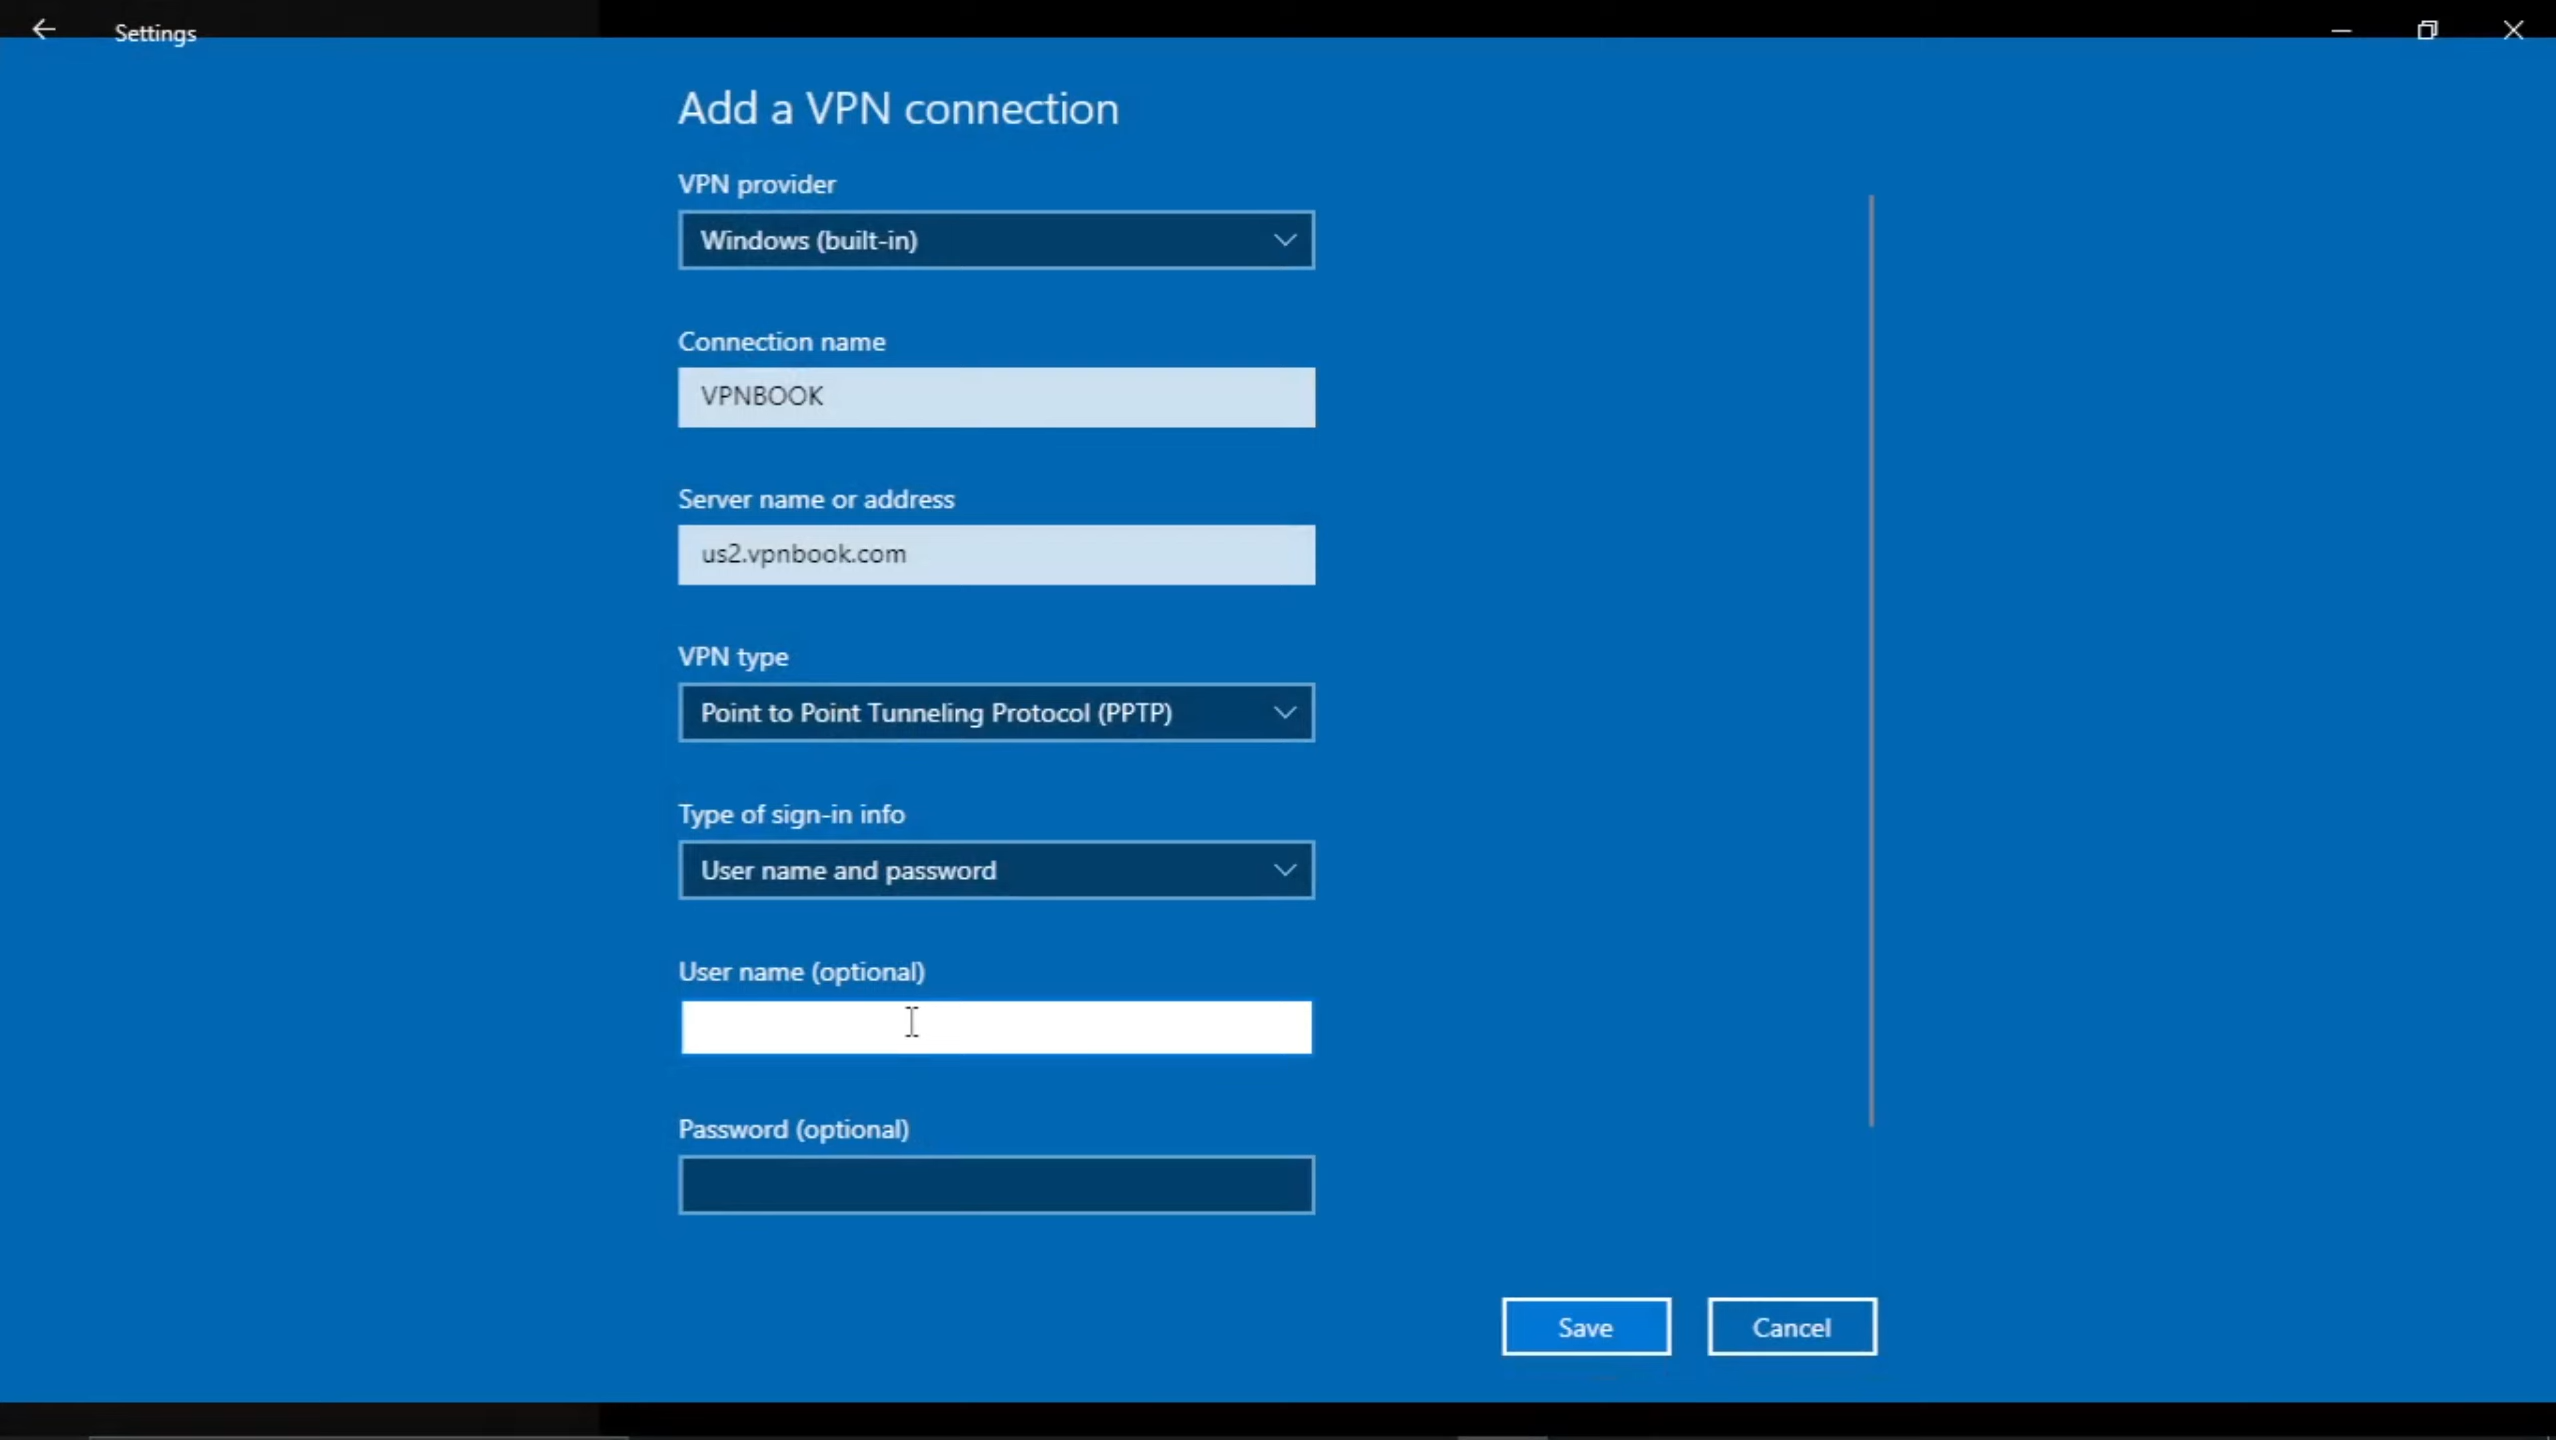 Settings
Add a VPN connection
VPN provider
Windows (built-in)
Connection name
VPNBOOK
Server name or address
us2.vpnbook.com
VPN type
Point to Point Tunneling Protocol (PPTP)
Type of sign-in info
User name and password
User name (optional)
Password (optional)
Save
Cancel